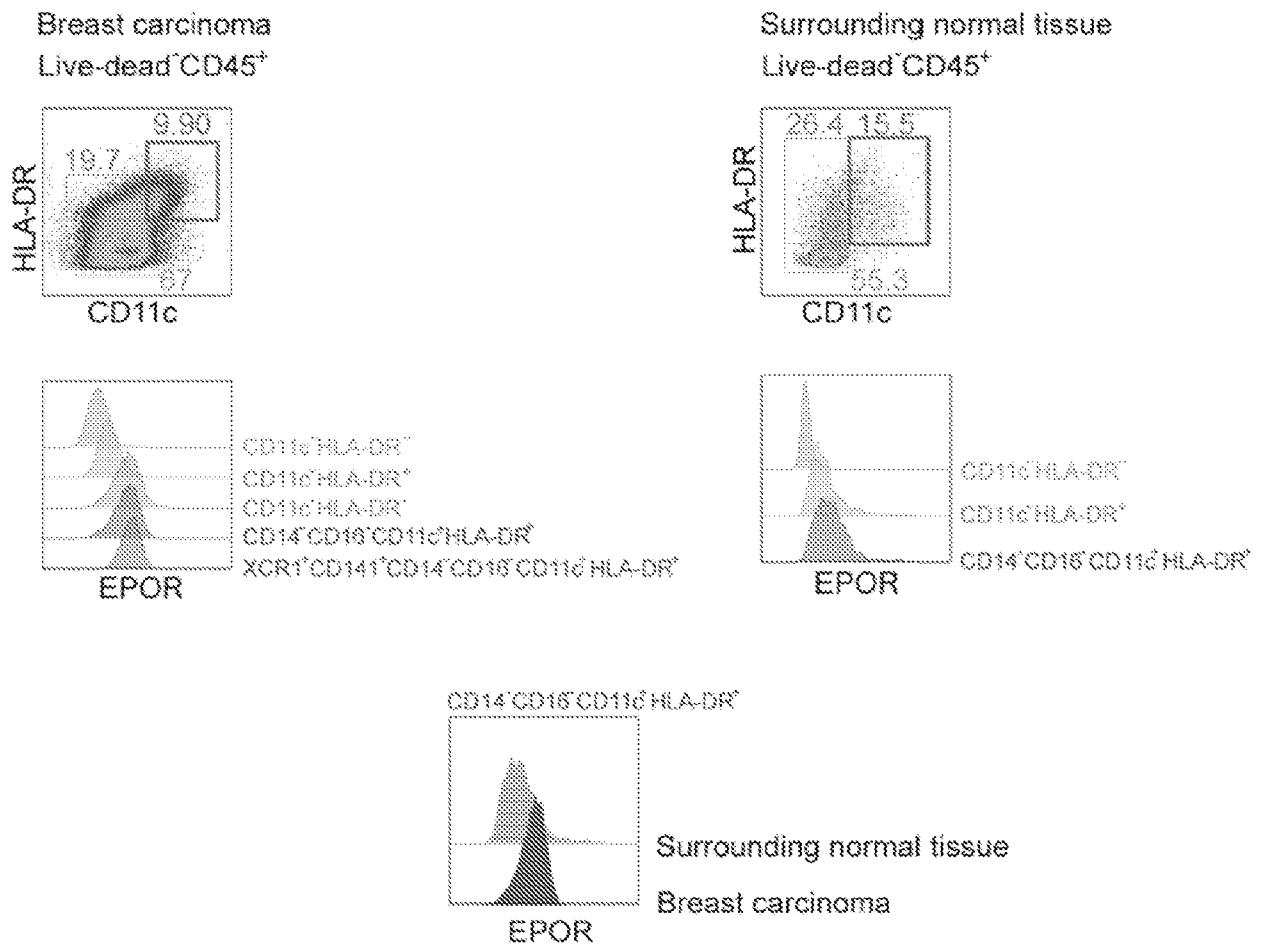 Breast carcinoma
Live-dead⁻CD45⁺
9.90
19.7
67
HLA-DR
CD11c
Surrounding normal tissue
Live-dead⁻CD45⁺
26.4 15.5
55.3
HLA-DR
CD11c
CD11c⁻HLA-DR⁻
CD11c⁻HLA-DR⁺
CD11c⁺HLA-DR⁻
CD14⁻CD16⁻CD11c⁺HLA-DR⁺
XCR1⁺CD141⁺CD14⁻CD16⁻CD11c⁺HLA-DR⁺
EPOR
CD11c⁻HLA-DR⁻
CD11c⁻HLA-DR⁺
CD14⁻CD16⁻CD11c⁺HLA-DR⁺
EPOR
CD14⁻CD16⁻CD11c⁺HLA-DR⁺
Surrounding normal tissue
Breast carcinoma
EPOR